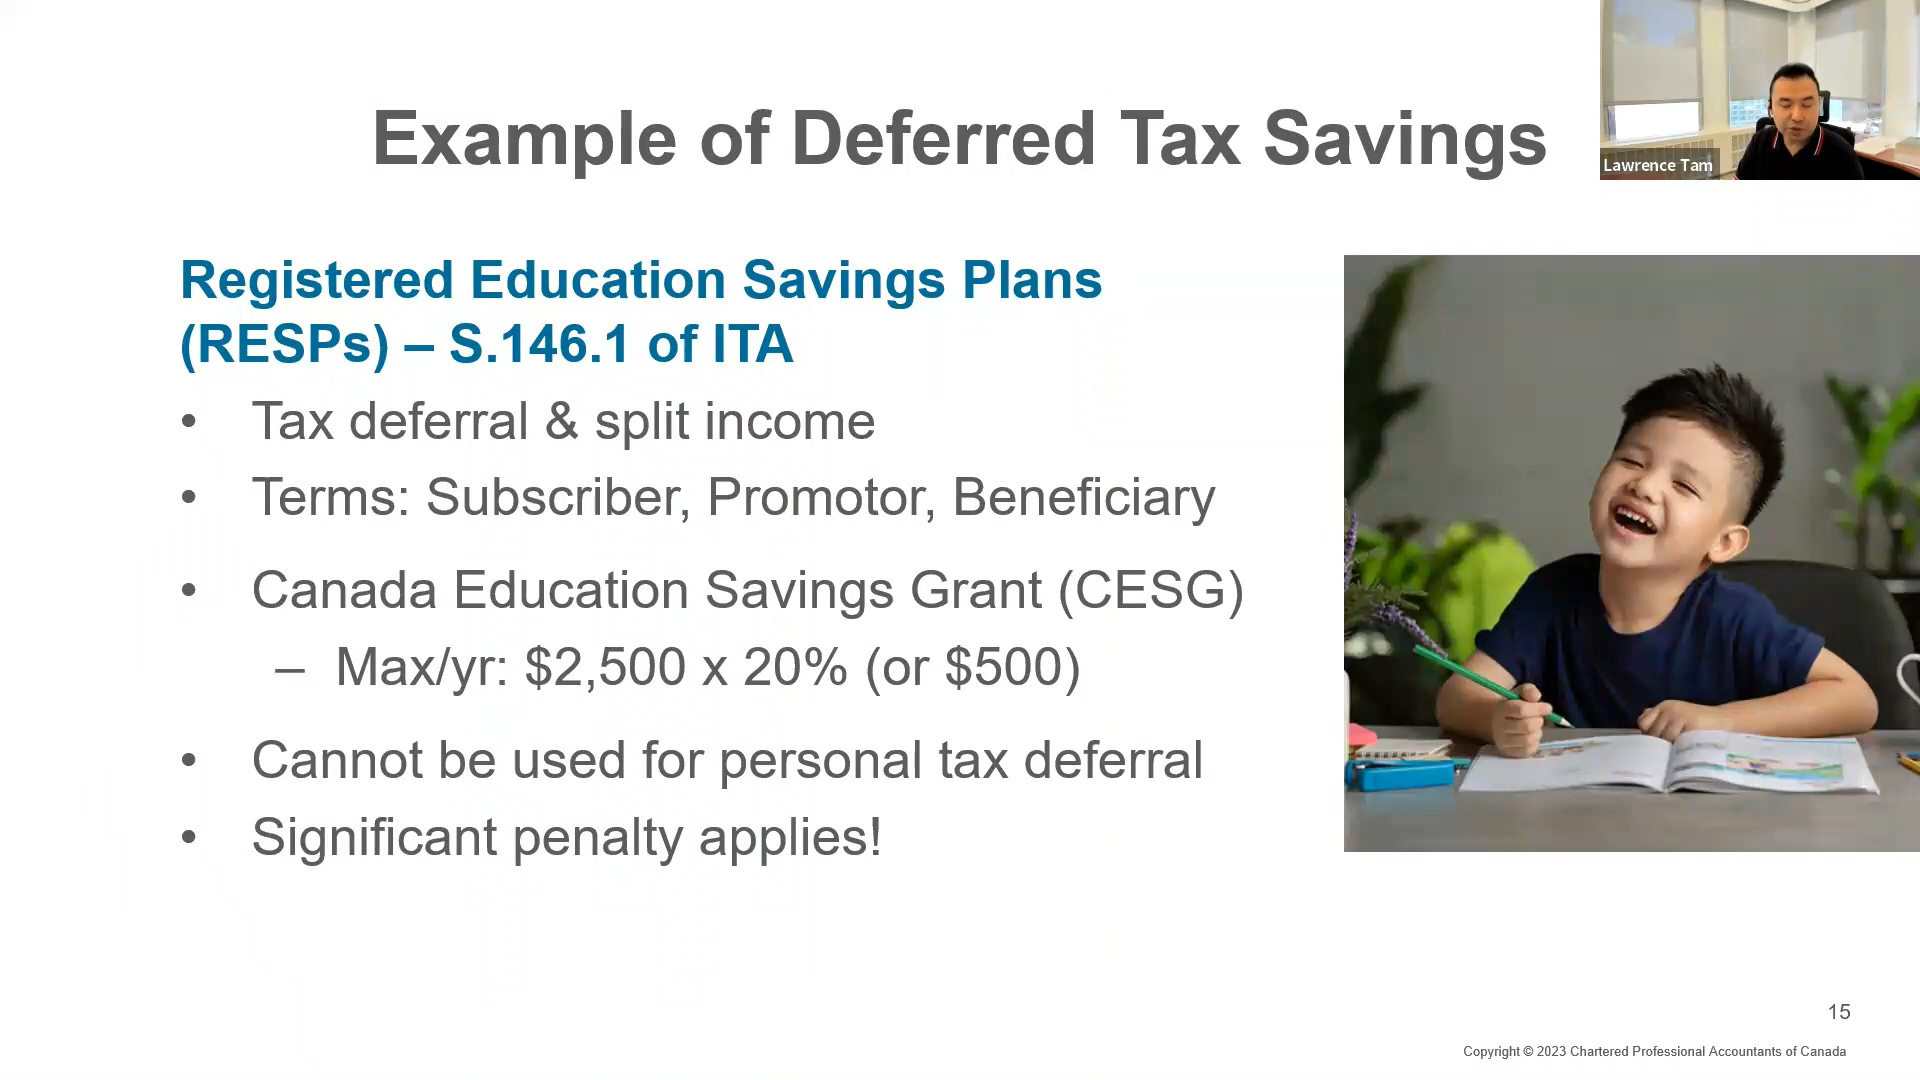 Example of Deferred Tax Savings
Lawrence Tam
Registered Education Savings Plans
(RESPs) – S.146.1 of ITA
• Tax deferral & split income
• Terms: Subscriber, Promotor, Beneficiary
• Canada Education Savings Grant (CESG)
– Max/yr: $2,500 x 20% (or $500)
• Cannot be used for personal tax deferral
• Significant penalty applies!
15
Copyright © 2023 Chartered Professional Accountants of Canada